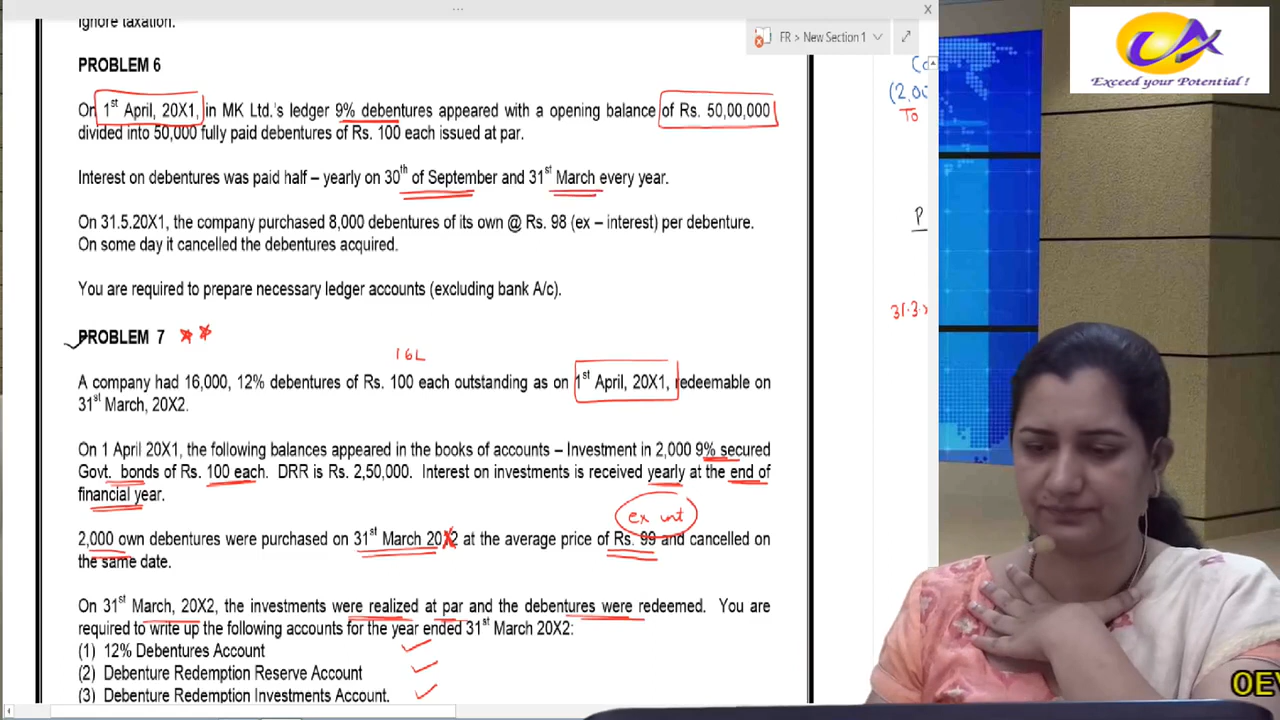 ...
Ignore taxation.
FR > New Section 1
PROBLEM 6
On 1st April, 20X1, in MK Ltd.'s ledger 9% debentures appeared with a opening balance of Rs. 50,00,000
divided into 50,000 fully paid debentures of Rs. 100 each issued at par.
Interest on debentures was paid half – yearly on 30th of September and 31st March every year.
On 31.5.20X1, the company purchased 8,000 debentures of its own @ Rs. 98 (ex – interest) per debenture.
On some day it cancelled the debentures acquired.
You are required to prepare necessary ledger accounts (excluding bank A/c).
PROBLEM 7
16L
A company had 16,000, 12% debentures of Rs. 100 each outstanding as on 1st April, 20X1, redeemable on
31st March, 20X2.
On 1 April 20X1, the following balances appeared in the books of accounts – Investment in 2,000 9% secured
Govt. bonds of Rs. 100 each. DRR is Rs. 2,50,000. Interest on investments is received yearly at the end of
financial year.
ex int
2,000 own debentures were purchased on 31st March 20X2 at the average price of Rs. 99 and cancelled on
the same date.
On 31st March, 20X2, the investments were realized at par and the debentures were redeemed. You are
required to write up the following accounts for the year ended 31st March 20X2:
(1) 12% Debentures Account
(2) Debenture Redemption Reserve Account
(3) Debenture Redemption Investments Account.
To
P
UX
Exceed your Potential !